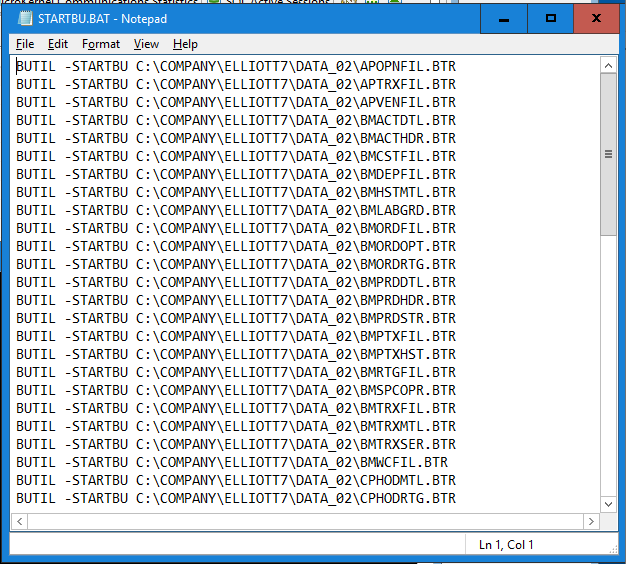 STARTBU.BAT - Notepad
File Edit Format View Help
BUTIL -STARTBU C:\COMPANY\ELLIOTT7\DATA_02\APOPNFIL.BTR
BUTIL -STARTBU C:\COMPANY\ELLIOTT7\DATA_02\APTRXFIL.BTR
BUTIL -STARTBU C:\COMPANY\ELLIOTT7\DATA_02\APVENFIL.BTR
BUTIL -STARTBU C:\COMPANY\ELLIOTT7\DATA_02\BMACTDTL.BTR
BUTIL -STARTBU C:\COMPANY\ELLIOTT7\DATA_02\BMACTHDR.BTR
BUTIL -STARTBU C:\COMPANY\ELLIOTT7\DATA_02\BMCSTFIL.BTR
BUTIL -STARTBU C:\COMPANY\ELLIOTT7\DATA_02\BMDEPFIL.BTR
BUTIL -STARTBU C:\COMPANY\ELLIOTT7\DATA_02\BMHSTMTL.BTR
BUTIL -STARTBU C:\COMPANY\ELLIOTT7\DATA_02\BMLABGRD.BTR
BUTIL -STARTBU C:\COMPANY\ELLIOTT7\DATA_02\BMORDFIL.BTR
BUTIL -STARTBU C:\COMPANY\ELLIOTT7\DATA_02\BMORDOPT.BTR
BUTIL -STARTBU C:\COMPANY\ELLIOTT7\DATA_02\BMORDRTG.BTR
BUTIL -STARTBU C:\COMPANY\ELLIOTT7\DATA_02\BMPRDDTL.BTR
BUTIL -STARTBU C:\COMPANY\ELLIOTT7\DATA_02\BMPRDHDR.BTR
BUTIL -STARTBU C:\COMPANY\ELLIOTT7\DATA_02\BMPRDSTR.BTR
BUTIL -STARTBU C:\COMPANY\ELLIOTT7\DATA_02\BMPTXFIL.BTR
BUTIL -STARTBU C:\COMPANY\ELLIOTT7\DATA_02\BMPTXHST.BTR
BUTIL -STARTBU C:\COMPANY\ELLIOTT7\DATA_02\BMRTGFIL.BTR
BUTIL -STARTBU C:\COMPANY\ELLIOTT7\DATA_02\BMSPCOPR.BTR
BUTIL -STARTBU C:\COMPANY\ELLIOTT7\DATA_02\BMTRXFIL.BTR
BUTIL -STARTBU C:\COMPANY\ELLIOTT7\DATA_02\BMTRXMTL.BTR
BUTIL -STARTBU C:\COMPANY\ELLIOTT7\DATA_02\BMTRXSER.BTR
BUTIL -STARTBU C:\COMPANY\ELLIOTT7\DATA_02\BMWCFIL.BTR
BUTIL -STARTBU C:\COMPANY\ELLIOTT7\DATA_02\CPHODMTL.BTR
BUTIL -STARTBU C:\COMPANY\ELLIOTT7\DATA_02\CPHODRTG.BTR
Ln 1, Col 1